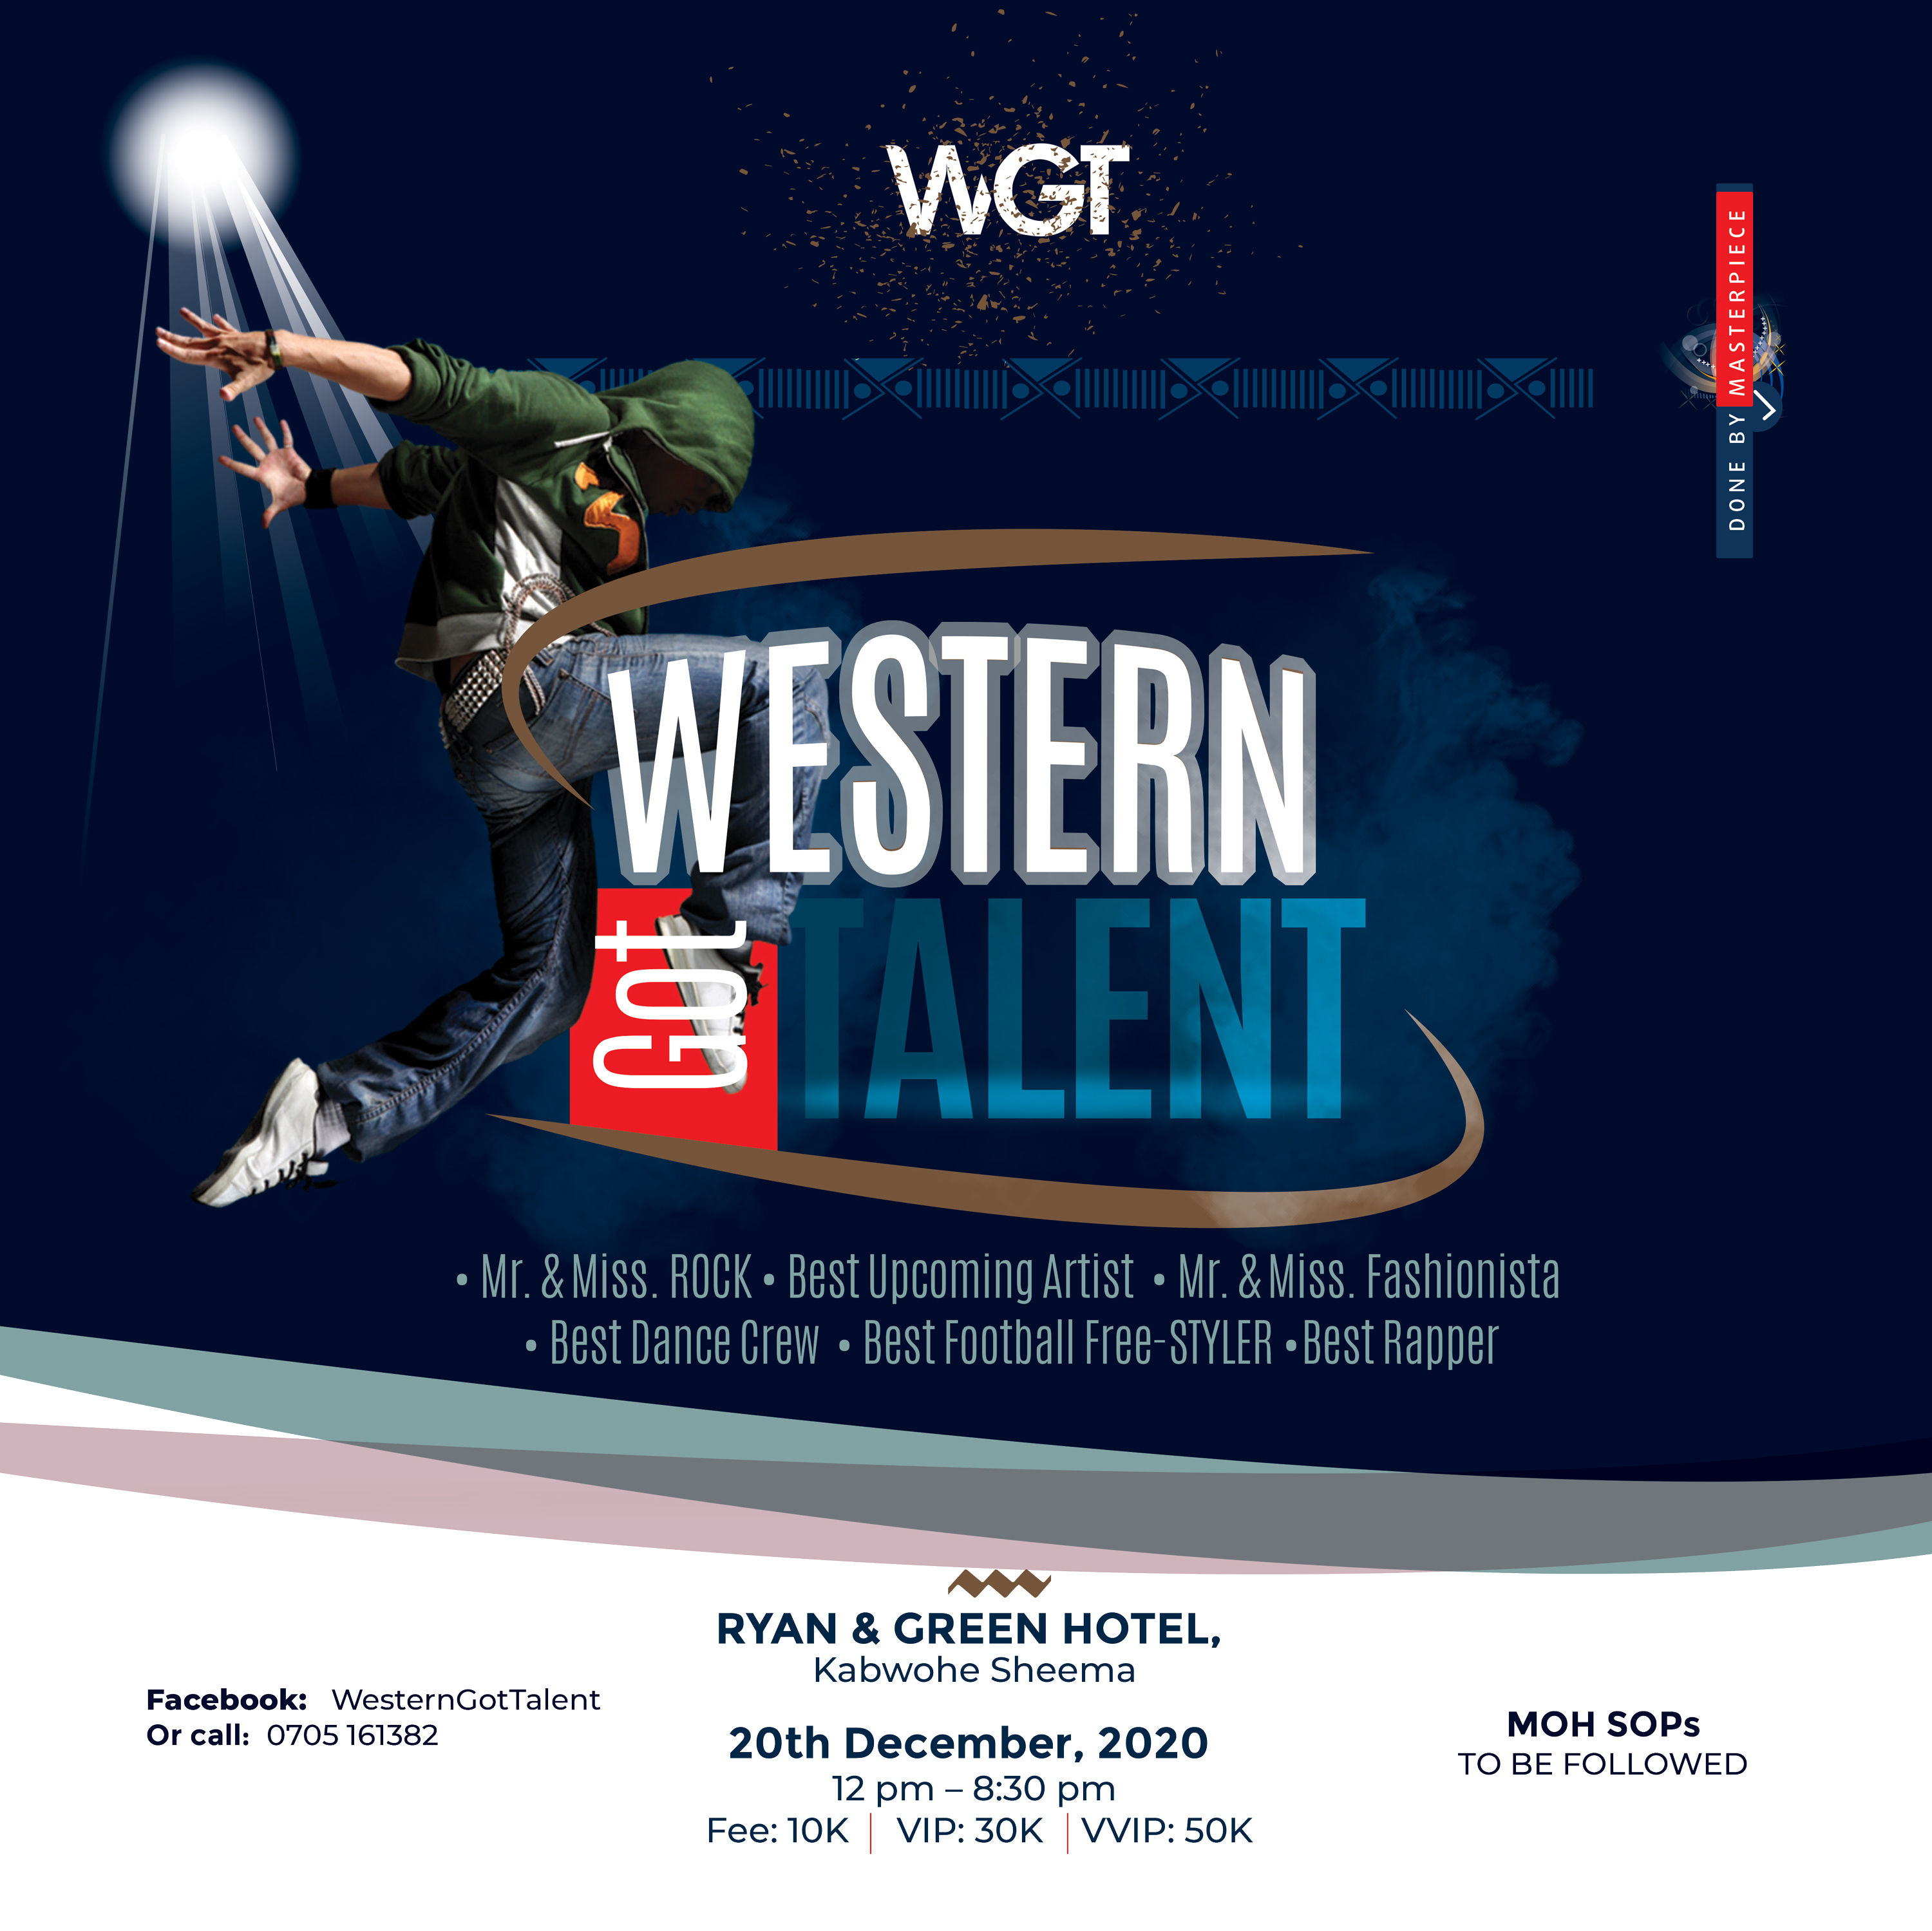 WGT
DONE BY MASTERPIECE
WESTERN
Got
TALENT
• Mr. & Miss. ROCK • Best Upcoming Artist • Mr. & Miss. Fashionista
• Best Dance Crew • Best Football Free-STYLER • Best Rapper
RYAN & GREEN HOTEL,
Kabwohe Sheema
Facebook: WesternGotTalent
Or call: 0705 161382
20th December, 2020
12 pm – 8:30 pm
Fee: 10K | VIP: 30K | VVIP: 50K
MOH SOPs
TO BE FOLLOWED